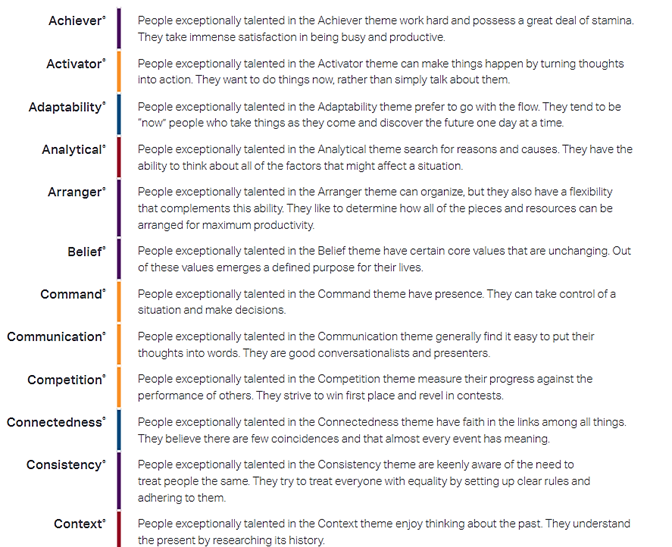 Achiever® People exceptionally talented in the Achiever theme work hard and possess a great deal of stamina.
They take immense satisfaction in being busy and productive.
Activator® People exceptionally talented in the Activator theme can make things happen by turning thoughts
into action. They want to do things now, rather than simply talk about them.
Adaptability® People exceptionally talented in the Adaptability theme prefer to go with the flow. They tend to be
"now" people who take things as they come and discover the future one day at a time.
Analytical® People exceptionally talented in the Analytical theme search for reasons and causes. They have the
ability to think about all of the factors that might affect a situation.
Arranger® People exceptionally talented in the Arranger theme can organize, but they also have a flexibility
that complements this ability. They like to determine how all of the pieces and resources can be
arranged for maximum productivity.
Belief® People exceptionally talented in the Belief theme have certain core values that are unchanging. Out
of these values emerges a defined purpose for their lives.
Command® People exceptionally talented in the Command theme have presence. They can take control of a
situation and make decisions.
Communication® People exceptionally talented in the Communication theme generally find it easy to put their
thoughts into words. They are good conversationalists and presenters.
Competition® People exceptionally talented in the Competition theme measure their progress against the
performance of others. They strive to win first place and revel in contests.
Connectedness® People exceptionally talented in the Connectedness theme have faith in the links among all things.
They believe there are few coincidences and that almost every event has meaning.
Consistency® People exceptionally talented in the Consistency theme are keenly aware of the need to
treat people the same. They try to treat everyone with equality by setting up clear rules and
adhering to them.
Context® People exceptionally talented in the Context theme enjoy thinking about the past. They understand
the present by researching its history.